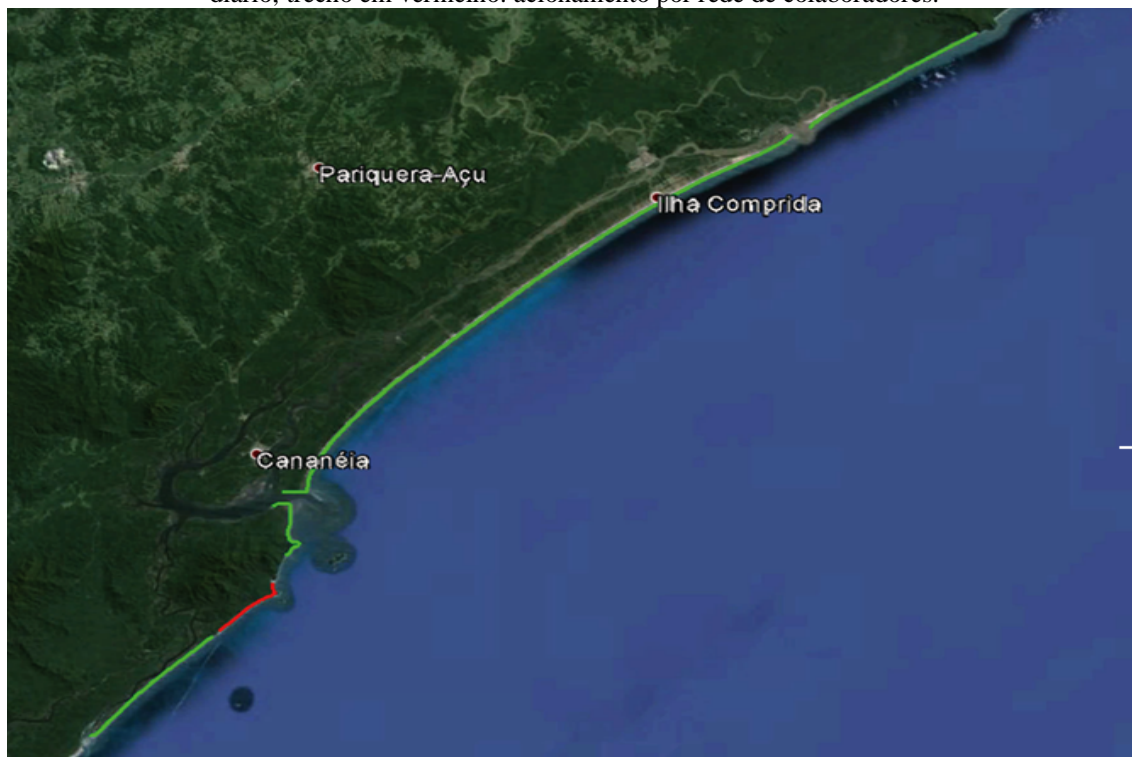 diário, trecho em vermelho: acionamento por rede de colaboradores.
Pariquera-Açu
Ilha Comprida
Cananéia